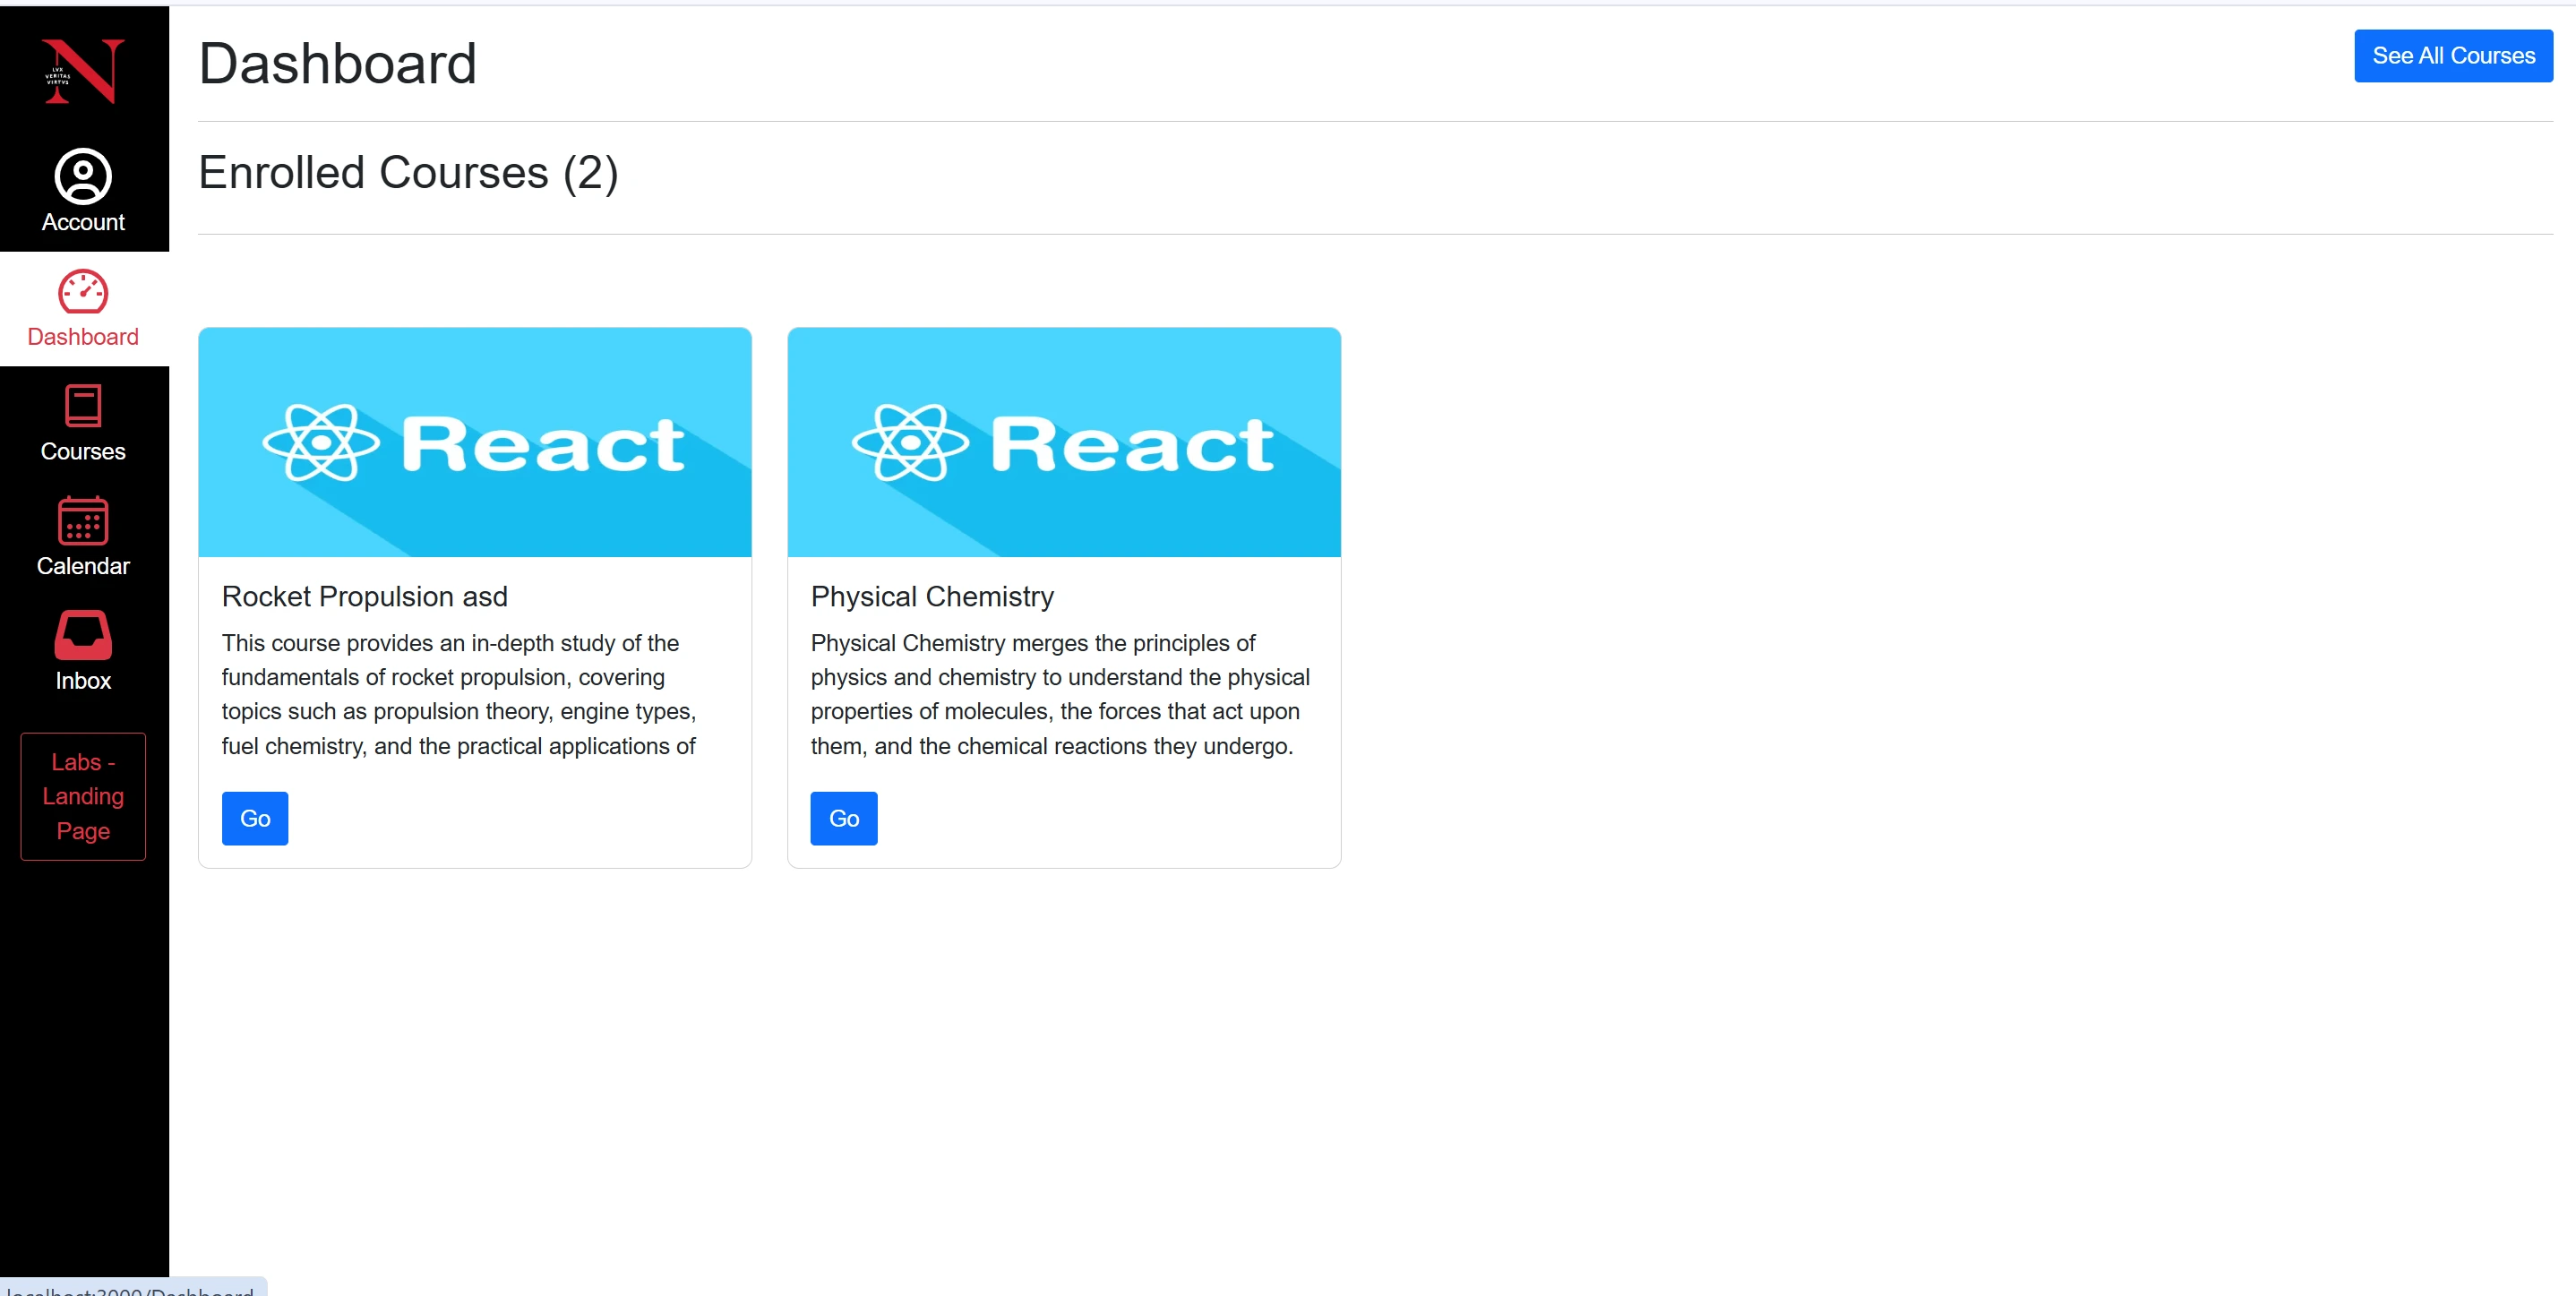 LVX
VERITAS
VIRTVS
Account
Dashboard
Courses
Calendar
Inbox
Labs -
Landing
Page
Dashboard
See All Courses
Enrolled Courses (2)
React
Rocket Propulsion asd
This course provides an in-depth study of the
fundamentals of rocket propulsion, covering
topics such as propulsion theory, engine types,
fuel chemistry, and the practical applications of
Go
React
Physical Chemistry
Physical Chemistry merges the principles of
physics and chemistry to understand the physical
properties of molecules, the forces that act upon
them, and the chemical reactions they undergo.
Go
localhost:3000/Dashboard